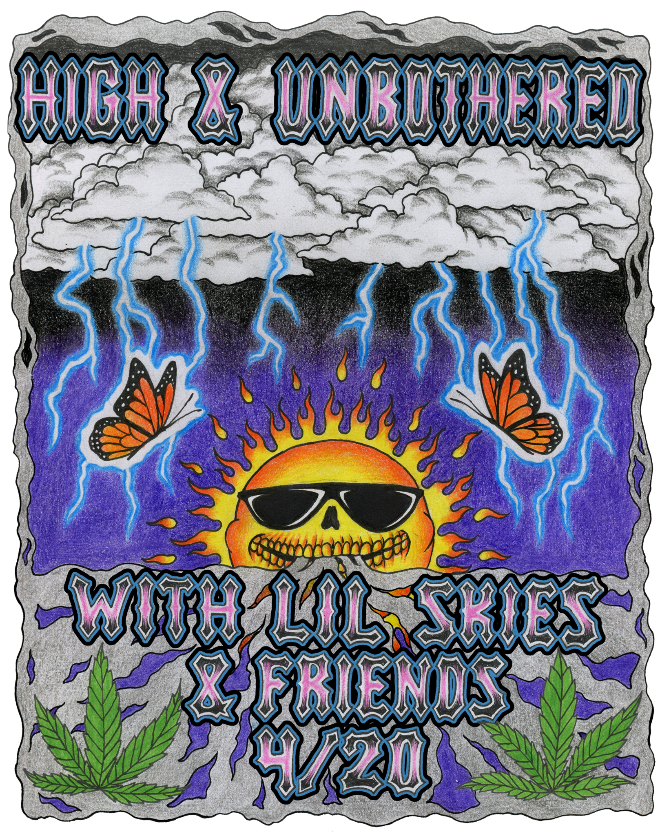 HIGH & UNBOTHERED
WITH LIL SKIES
& FRIENDS
4/20